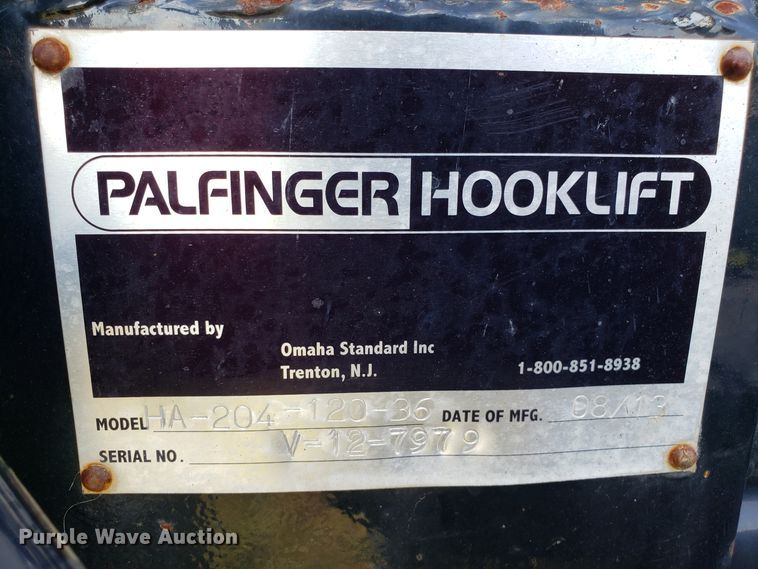 PALFINGER HOOKLIFT
Manufactured by
Omaha Standard Inc
Trenton, N.J. 1-800-851-8938
MODEL HA-204-120-36 DATE OF MFG. 08/13
SERIAL NO. V-12-7979
Purple Wave Auction